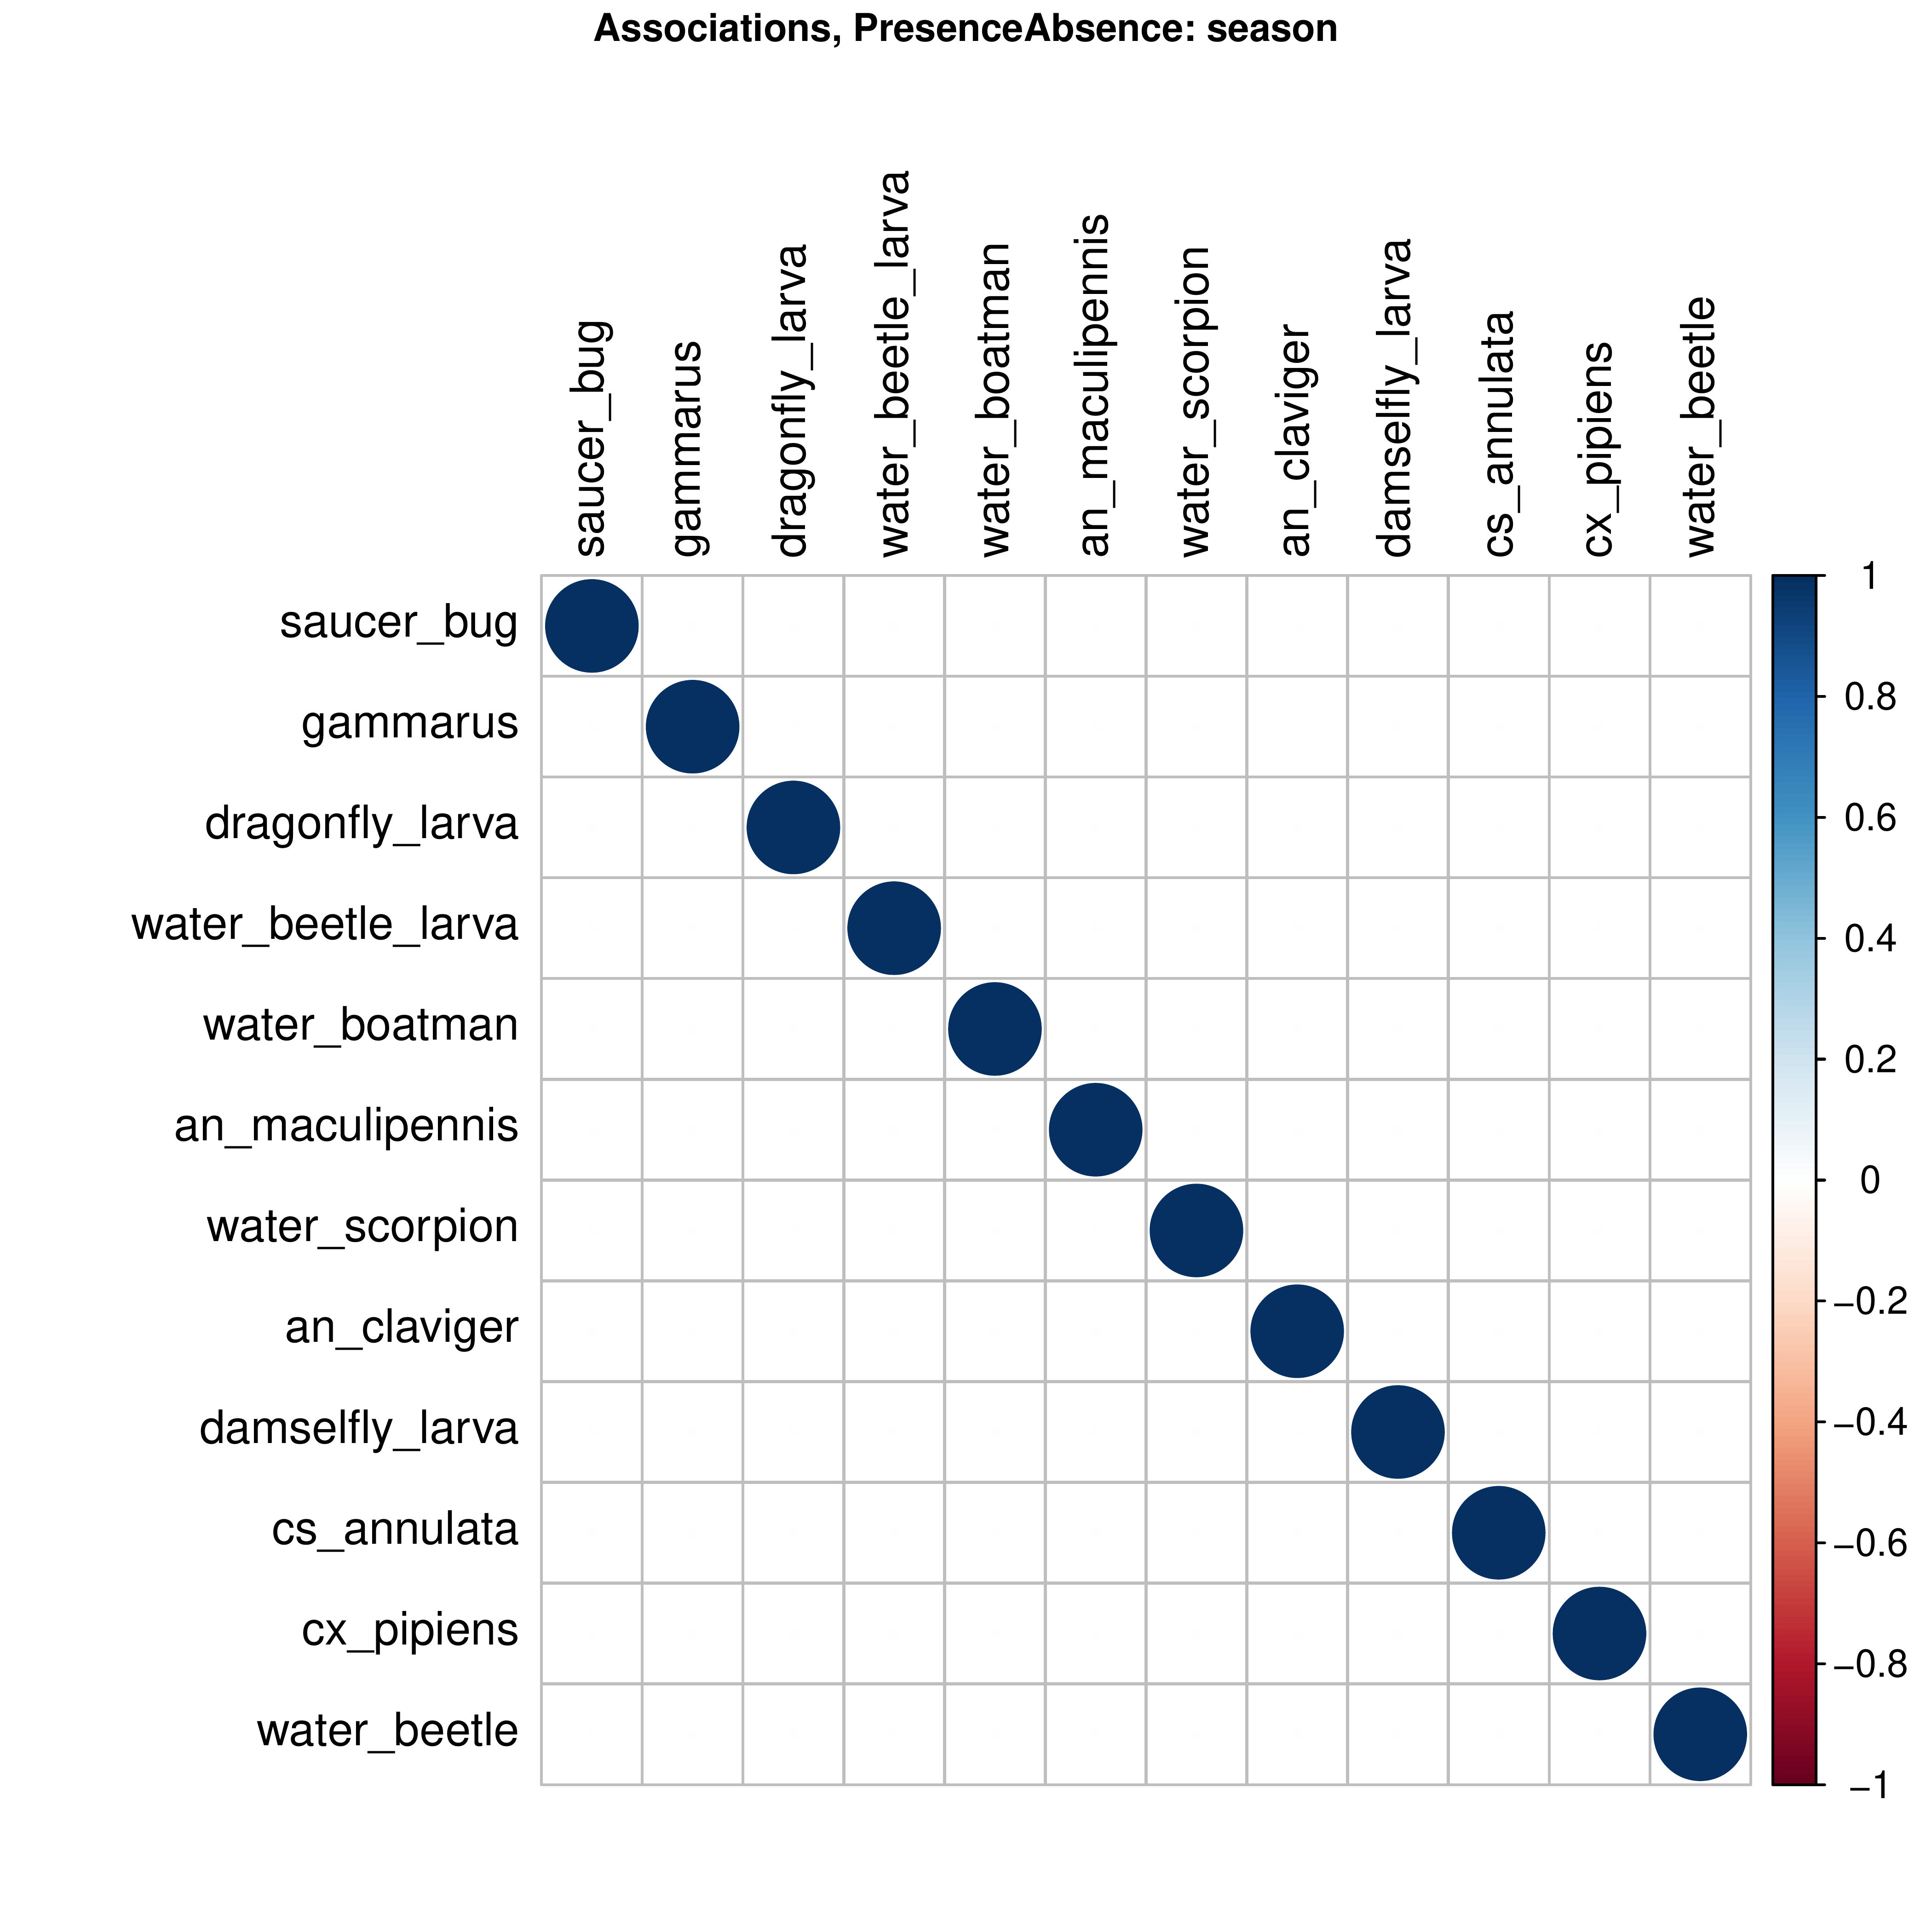 Associations, PresenceAbsence: season
saucer_bug
gammarus
dragonfly_larva
water_beetle_larva
water_boatman
an_maculipennis
water_scorpion
an_claviger
damselfly_larva
cs_annulata
cx_pipiens
water_beetle
saucer_bug
gammarus
dragonfly_larva
water_beetle_larva
water_boatman
an_maculipennis
water_scorpion
an_claviger
damselfly_larva
cs_annulata
cx_pipiens
water_beetle
1
0.8
0.6
0.4
0.2
0
−0.2
−0.4
−0.6
−0.8
−1